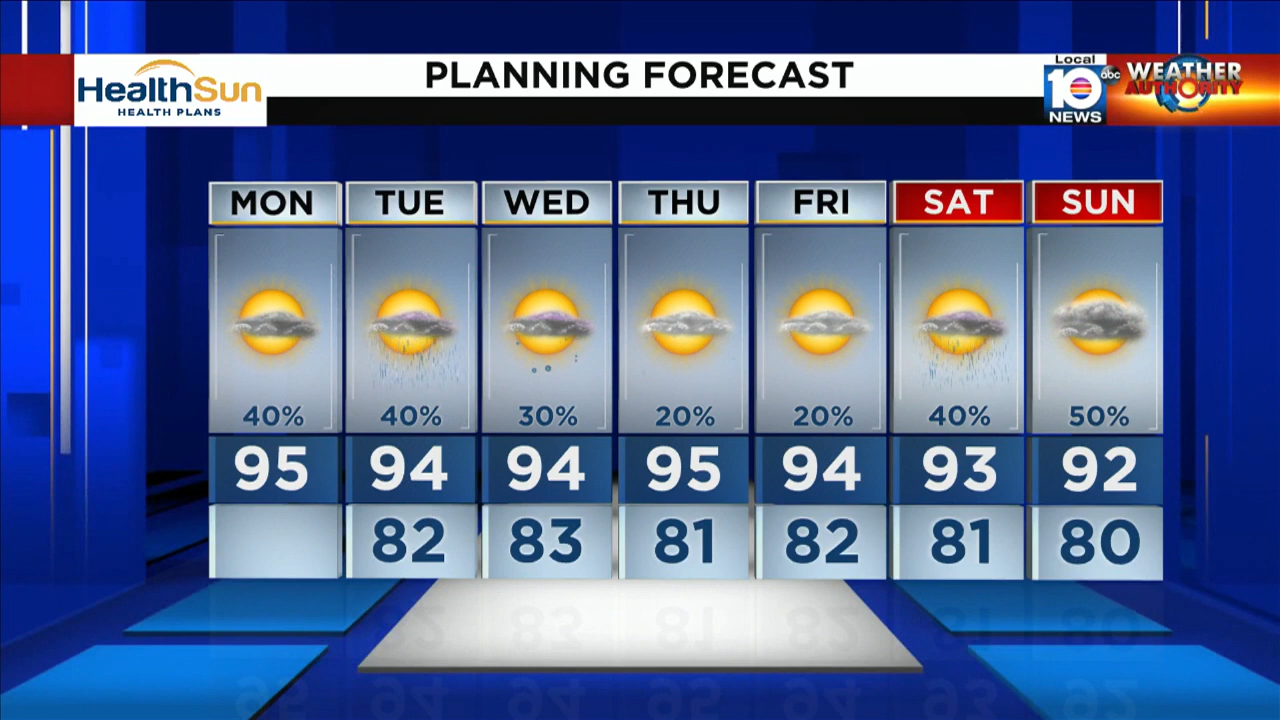 HealthSun
HEALTH PLANS
PLANNING FORECAST
Local
10
abc
NEWS
WEATHER
AUTHORITY
MON TUE WED THU FRI SAT SUN
40% 40% 30% 20% 20% 40% 50%
95 94 94 95 94 93 92
82 83 81 82 81 80